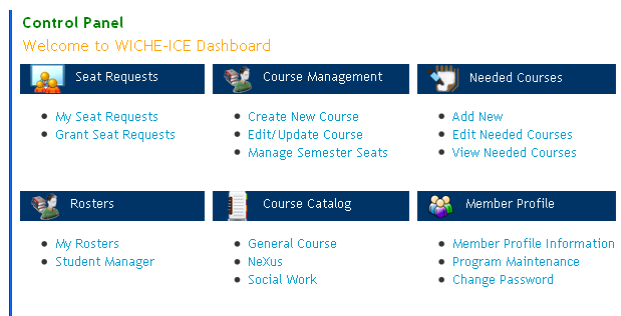 Control Panel
Welcome to WICHE-ICE Dashboard
Seat Requests
My Seat Requests
Grant Seat Requests
Course Management
Create New Course
Edit/Update Course
Manage Semester Seats
Needed Courses
Add New
Edit Needed Courses
View Needed Courses
Rosters
My Rosters
Student Manager
Course Catalog
General Course
NeXus
Social Work
Member Profile
Member Profile Information
Program Maintenance
Change Password